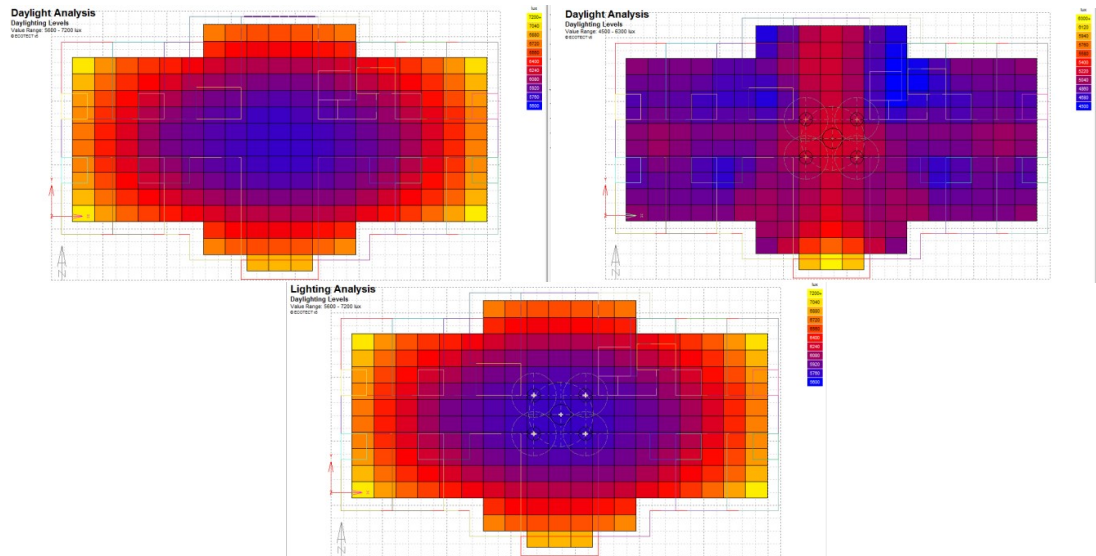 Daylight Analysis
Daylighting Levels
Value Range: 5600 - 7200 lux
© ECOTECT v5
lux
7200+
7040
6880
6720
6560
6400
6240
6080
5920
5760
5600
N
Daylight Analysis
Daylighting Levels
Value Range: 4500 - 6300 lux
© ECOTECT v5
lux
6300+
6120
5940
5760
5580
5400
5220
5040
4860
4680
4500
N
Lighting Analysis
Daylighting Levels
Value Range: 5600 - 7200 lux
© ECOTECT v5
lux
7200+
7040
6880
6720
6560
6400
6240
6080
5920
5760
5600
N